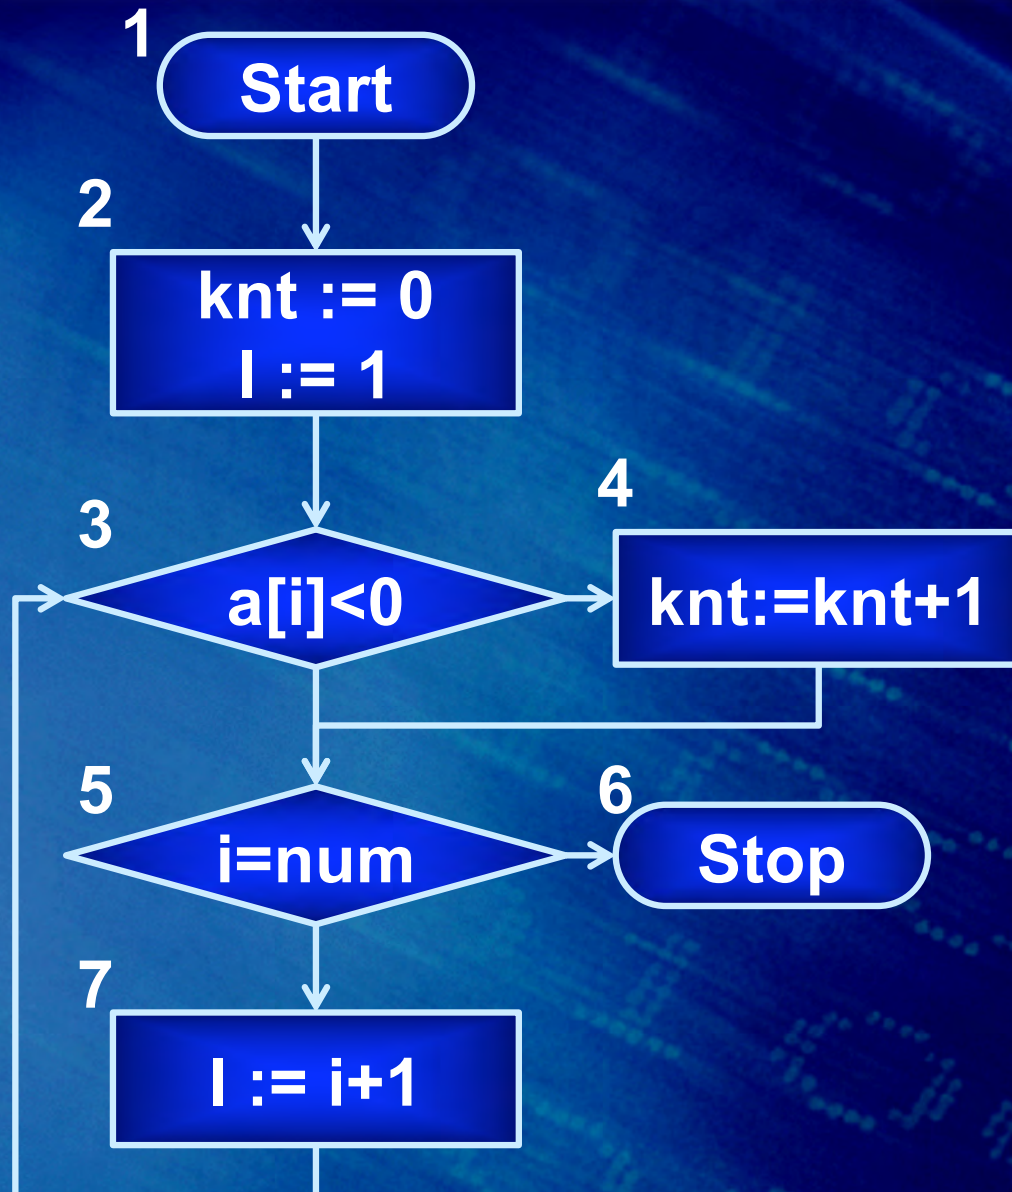 1
Start
2
knt := 0
I := 1
3
a[i]<0
4
knt:=knt+1
5
i=num
6
Stop
7
I := i+1